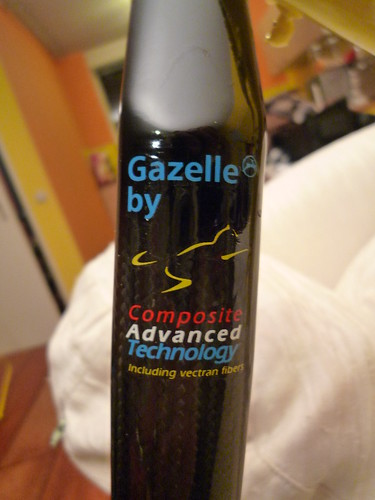 Gazelle
by
Composite
Advanced
Technology
Including vectran fibers